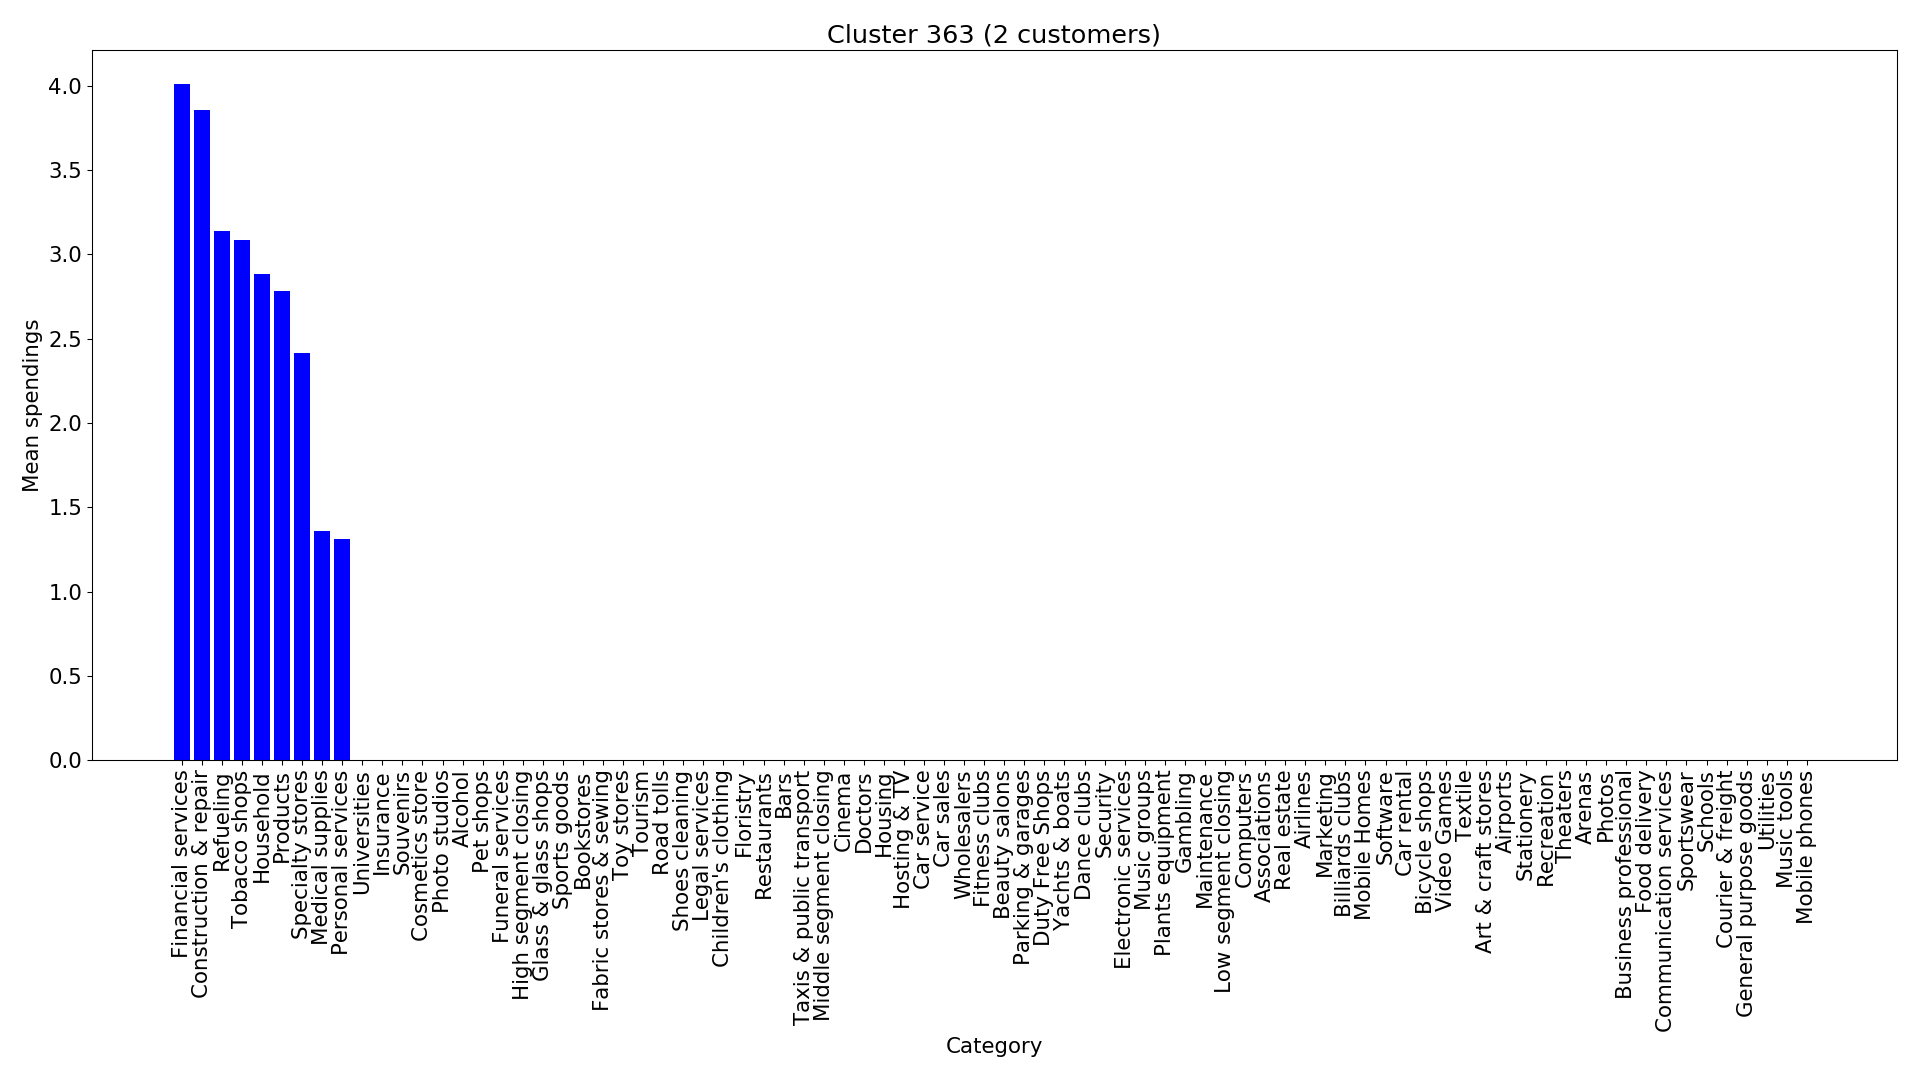 Cluster 363 (2 customers)
Mean spendings
4.0
3.5
3.0
2.5
2.0
1.5
1.0
0.5
0.0
Financial services
Construction & repair
Refueling
Tobacco shops
Household
Products
Specialty stores
Medical supplies
Personal services
Universities
Insurance
Souvenirs
Cosmetics store
Photo studios
Alcohol
Pet shops
Funeral services
High segment closing
Glass & glass shops
Sports goods
Bookstores
Fabric stores & sewing
Toy stores
Tourism
Road tolls
Shoes cleaning
Legal services
Children's clothing
Floristry
Restaurants
Bars
Taxis & public transport
Middle segment closing
Cinema
Doctors
Housing
Hosting & TV
Car service
Car sales
Wholesalers
Fitness clubs
Beauty salons
Parking & garages
Duty Free Shops
Yachts & boats
Dance clubs
Security
Electronic services
Music groups
Plants equipment
Gambling
Maintenance
Low segment closing
Computers
Associations
Real estate
Airlines
Marketing
Billiards clubs
Mobile Homes
Software
Car rental
Bicycle shops
Video Games
Textile
Art & craft stores
Airports
Stationery
Recreation
Theaters
Arenas
Photos
Business professional
Food delivery
Communication services
Sportswear
Schools
Courier & freight
General purpose goods
Utilities
Music tools
Mobile phones
Category